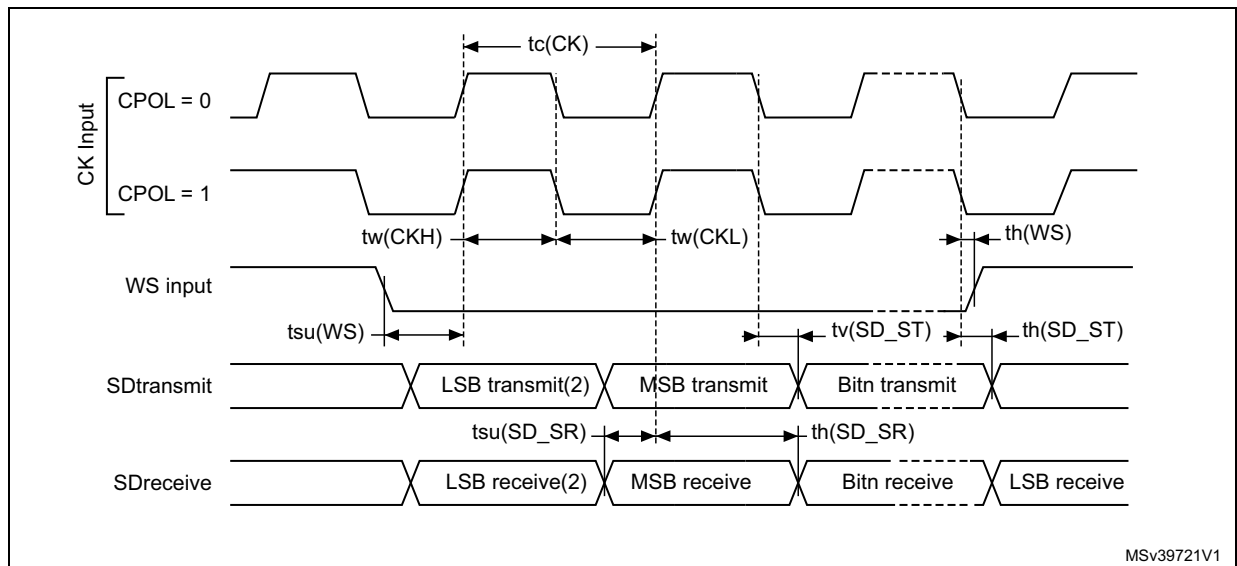 tc(CK)
CK Input
CPOL = 0
CPOL = 1
tw(CKH)
tw(CKL)
th(WS)
WS input
tsu(WS)
tv(SD_ST)
th(SD_ST)
SDtransmit
LSB transmit(2)
MSB transmit
Bitn transmit
tsu(SD_SR)
th(SD_SR)
SDreceive
LSB receive(2)
MSB receive
Bitn receive
LSB receive
MSv39721V1